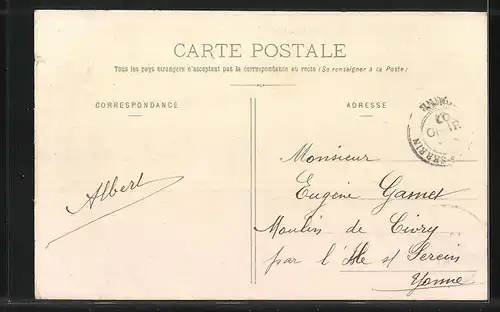 CARTE POSTALE
Tous les pays étrangers n'acceptent pas la correspondance au recto (Se renseigner à la Poste)
CORRESPONDANCE
ADRESSE
Albert
Monsieur
Eugène Gamet
Moulin de Civry
par l'Isle s/ Serein
Yonne